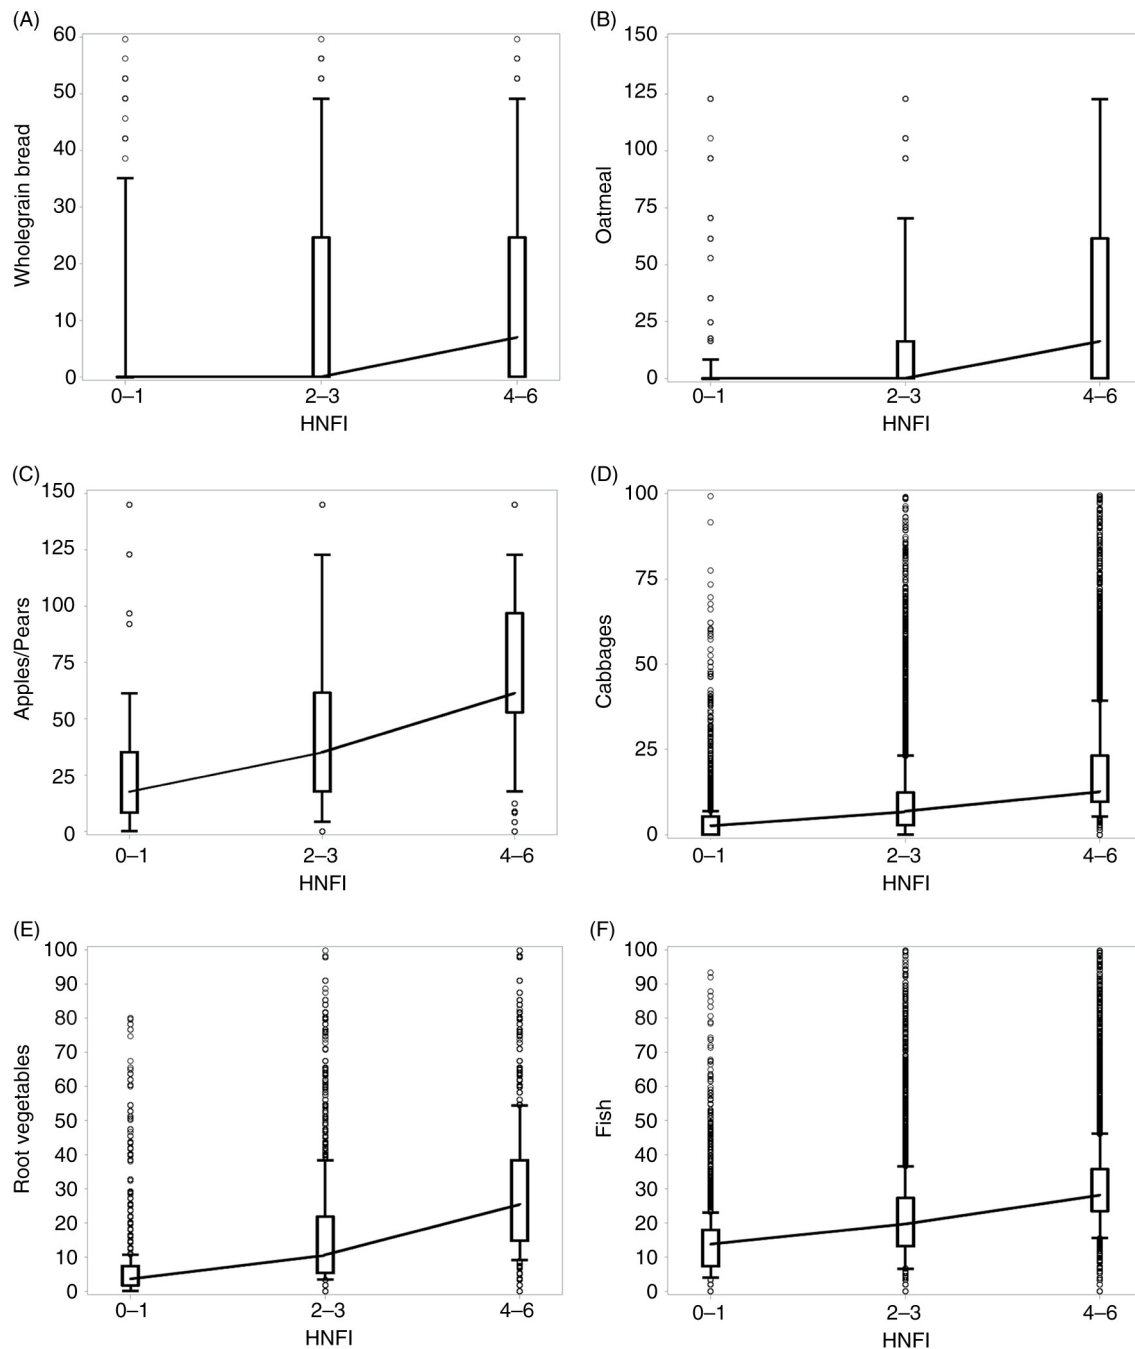 (A)
60
50
40
30
20
10
0
Wholegrain bread
0–1 2–3 4–6
HNFI
(B)
150
125
100
75
50
25
0
Oatmeal
0–1 2–3 4–6
HNFI
(C)
150
125
100
75
50
25
0
Apples/Pears
0–1 2–3 4–6
HNFI
(D)
100
75
50
25
0
Cabbages
0–1 2–3 4–6
HNFI
(E)
100
90
80
70
60
50
40
30
20
10
0
Root vegetables
0–1 2–3 4–6
HNFI
(F)
100
90
80
70
60
50
40
30
20
10
0
Fish
0–1 2–3 4–6
HNFI